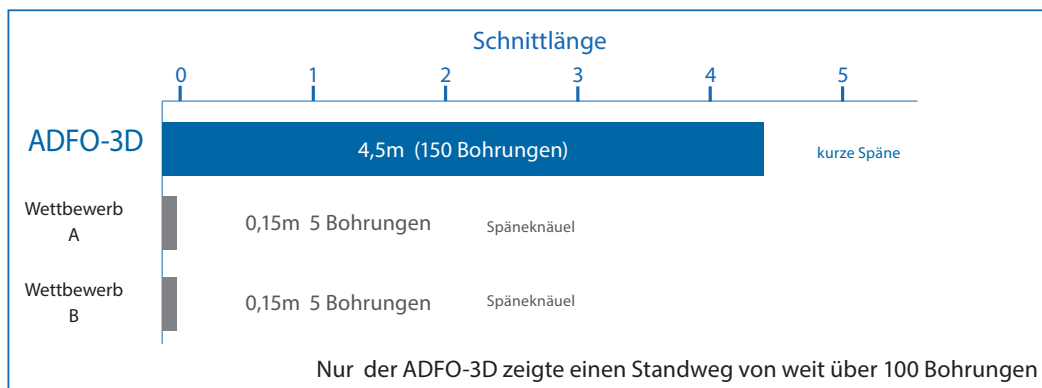 Schnittlänge
0 1 2 3 4 5
ADFO-3D 4,5m (150 Bohrungen) kurze Späne
Wettbewerb
A
0,15m 5 Bohrungen Späneknäuel
Wettbewerb
B
0,15m 5 Bohrungen Späneknäuel
Nur der ADFO-3D zeigte einen Standweg von weit über 100 Bohrungen